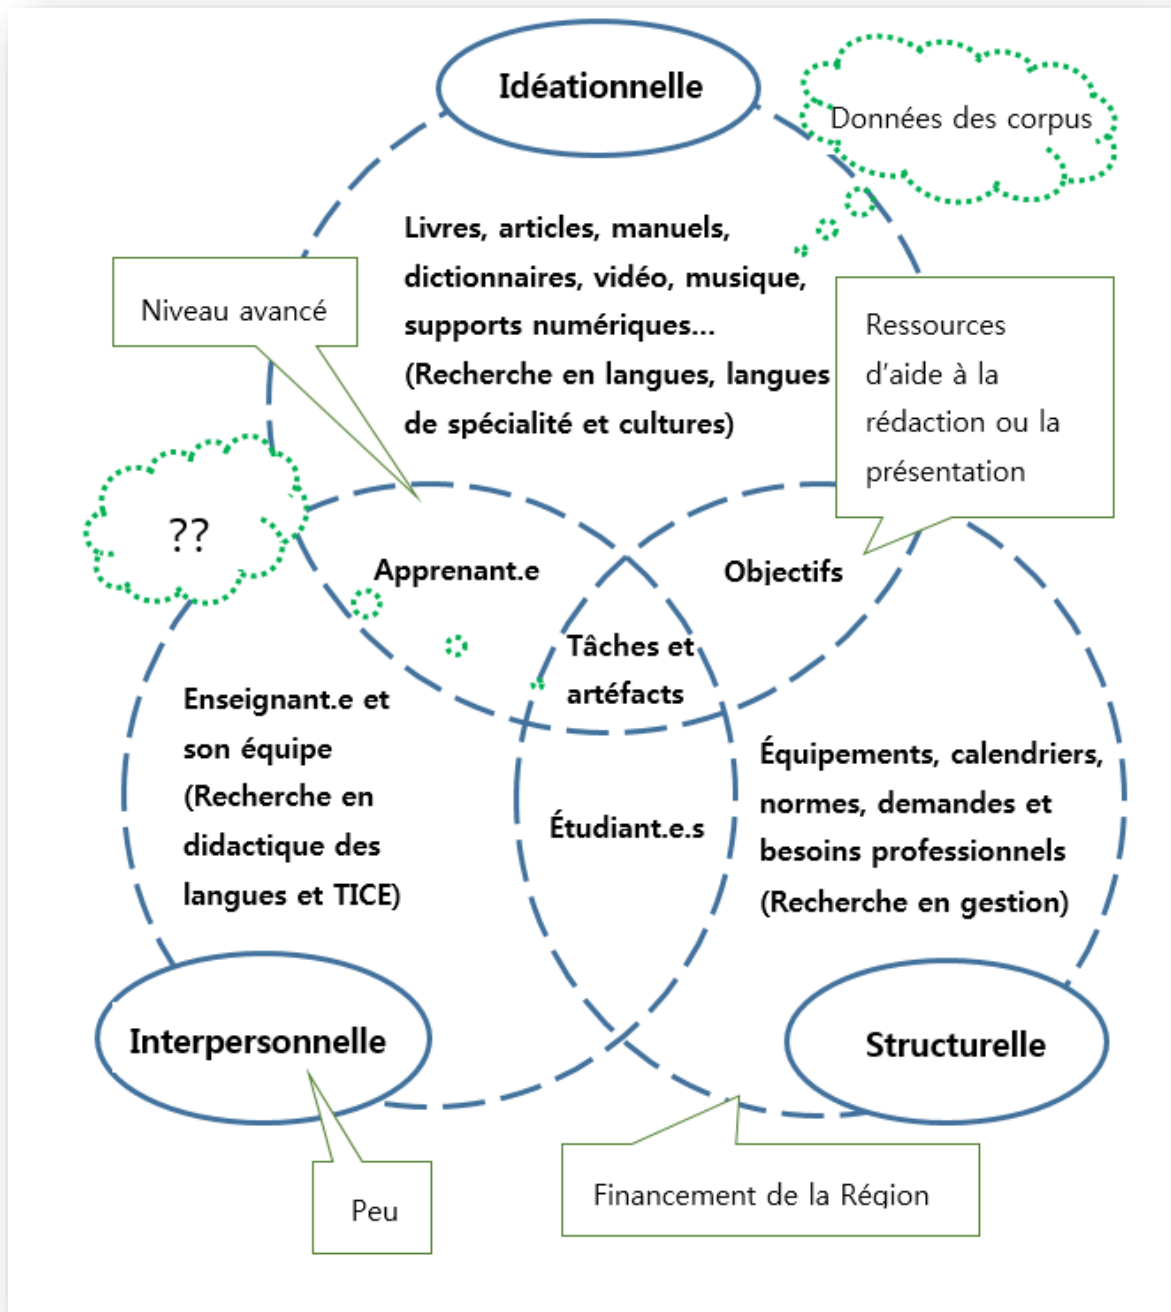 Idéationnelle
Données des corpus
Livres, articles, manuels,
dictionnaires, vidéo, musique,
supports numériques...
(Recherche en langues, langues
de spécialité et cultures)
Niveau avancé
Ressources
d'aide à la
rédaction ou la
présentation
??
Apprenant.e
Objectifs
Tâches et
artéfacts
Enseignant.e et
son équipe
(Recherche en
didactique des
langues et TICE)
Étudiant.e.s
Équipements, calendriers,
normes, demandes et
besoins professionnels
(Recherche en gestion)
Interpersonnelle
Structurelle
Peu
Financement de la Région